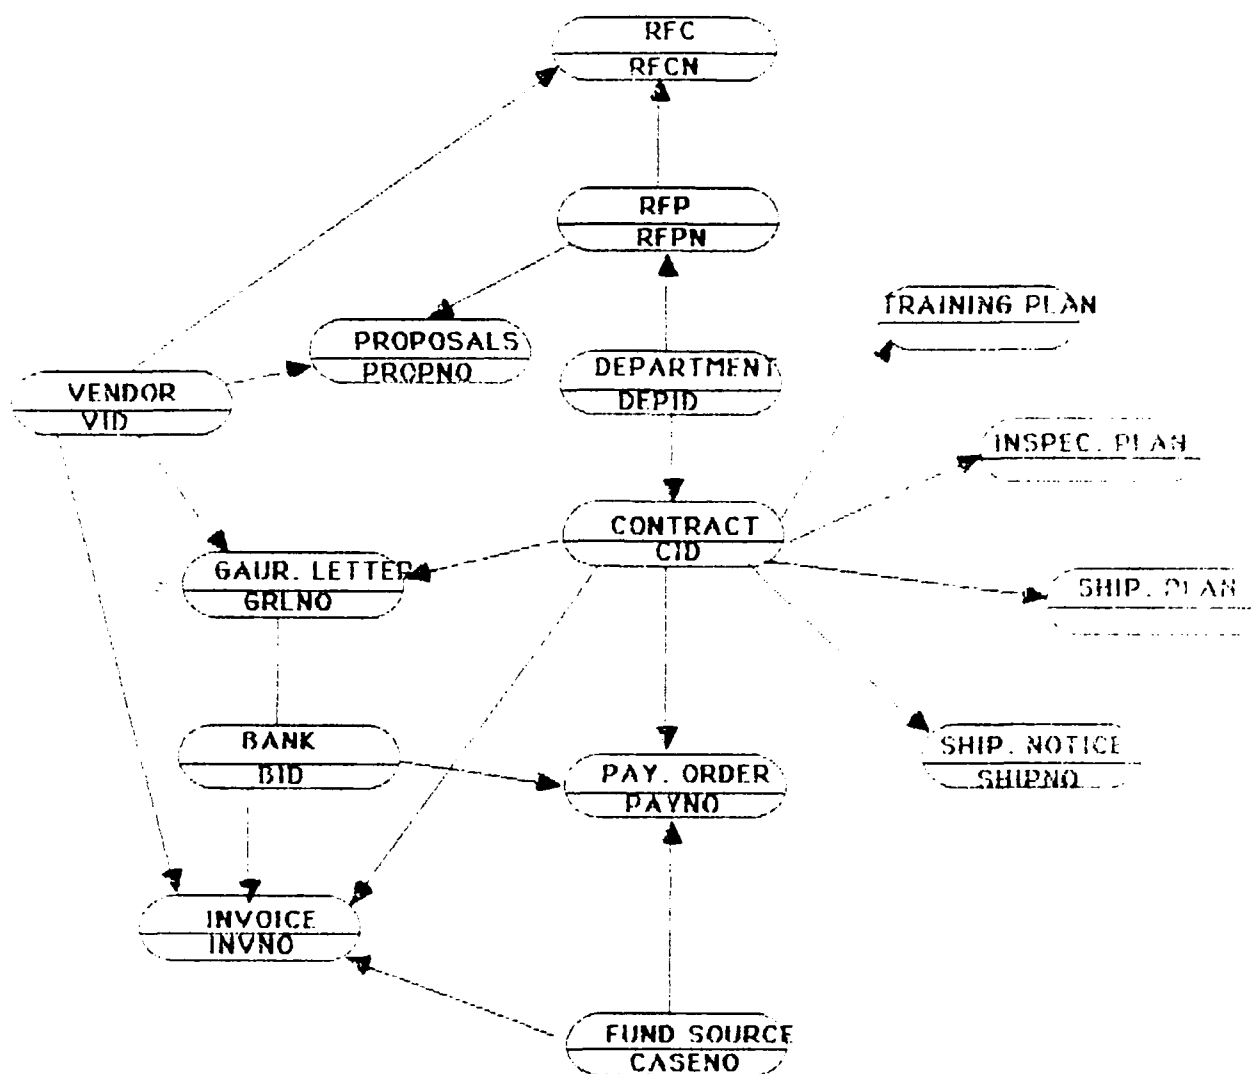 RFC
RFCN
RFP
RFPN
TRAINING PLAN
PROPOSALS
PROPNO
DEPARTMENT
DEPID
VENDOR
VID
INSPEC. PLAN
CONTRACT
CID
GAUR. LETTER
GRLNO
SHIP. PLAN
BANK
BID
PAY. ORDER
PAYNO
SHIP. NOTICE
SHIPNO
INVOICE
INVNO
FUND SOURCE
CASENO